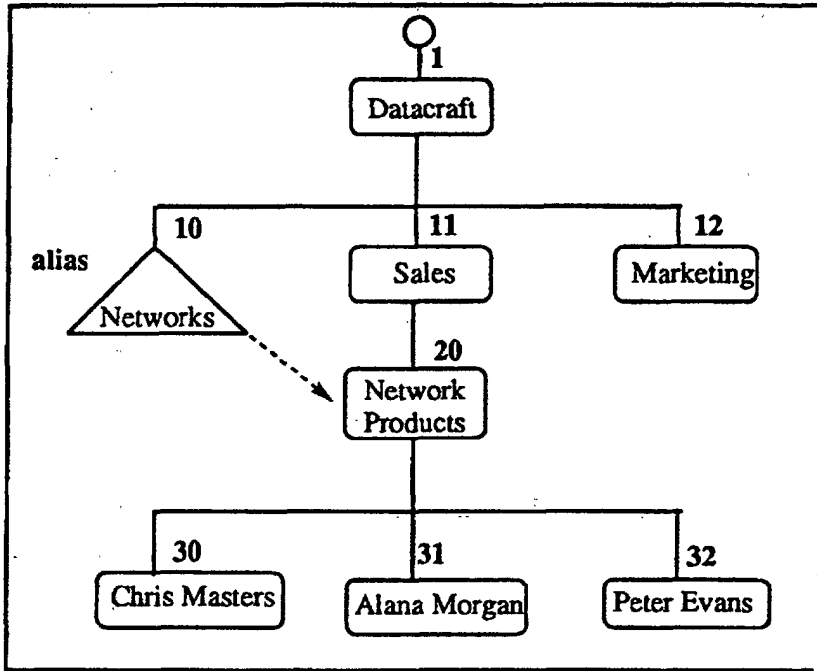 1
Datacraft
10
11
12
alias
Sales
Marketing
Networks
20
Network
Products
30
31
32
Chris Masters
Alana Morgan
Peter Evans